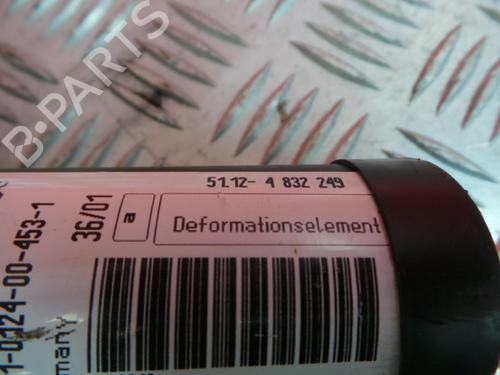 B-PARTS
51.12- 4 832 249
a Deformationselement
36/01
1-0124-00-453-1
many